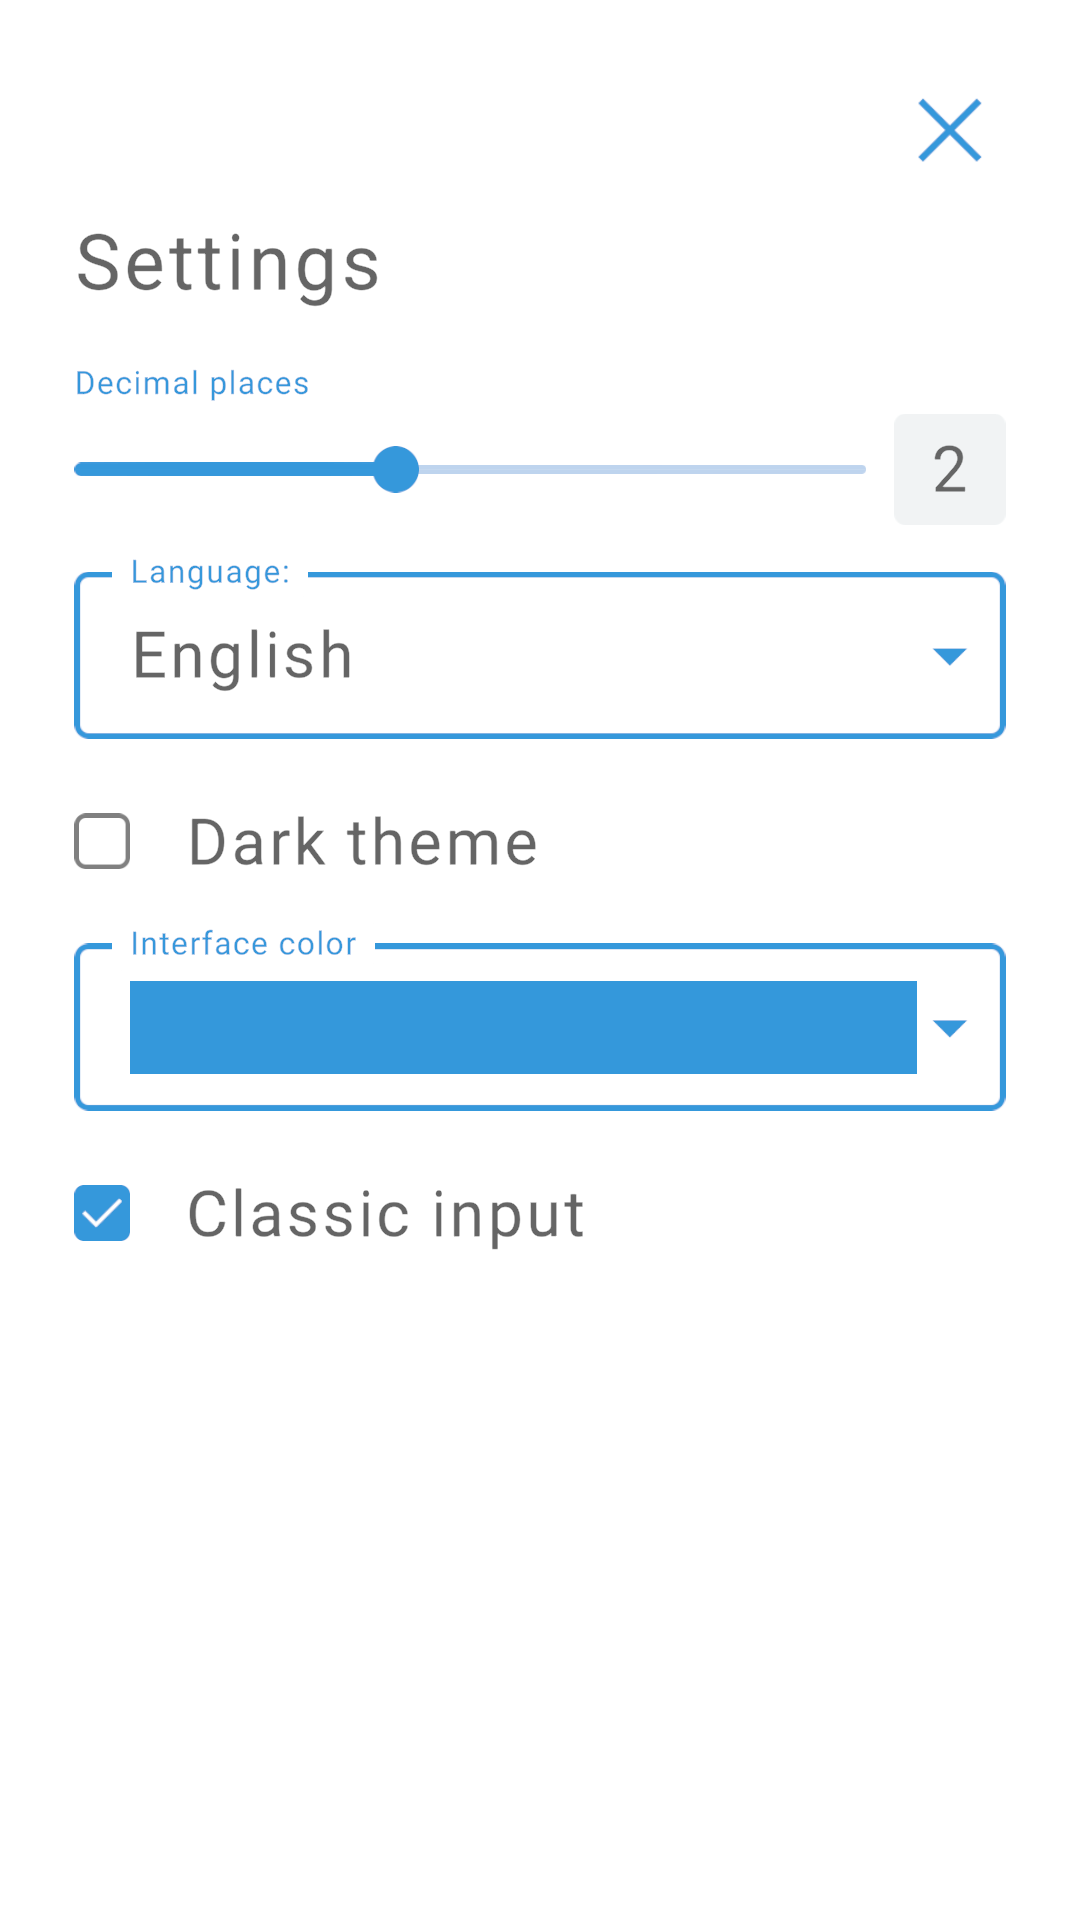 Settings
Decimal places
2
Language:
English
Dark theme
Interface color
Classic input